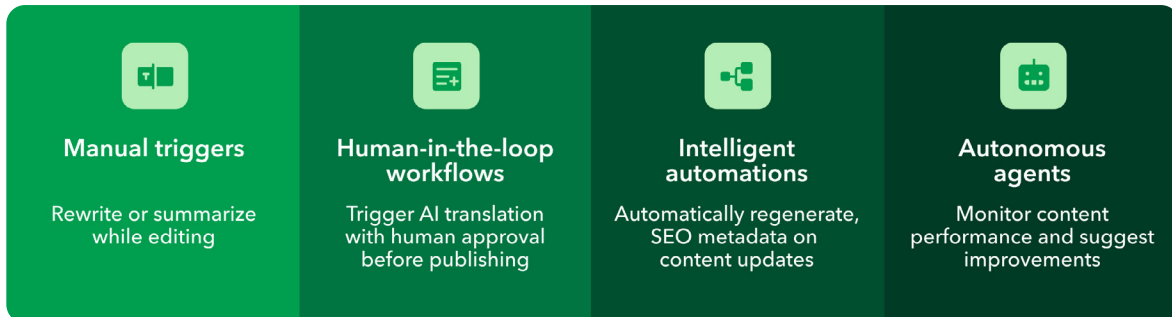 Manual triggers
Rewrite or summarize
while editing
Human-in-the-loop
workflows
Trigger AI translation
with human approval
before publishing
Intelligent
automations
Automatically regenerate,
SEO metadata on
content updates
Autonomous
agents
Monitor content
performance and suggest
improvements